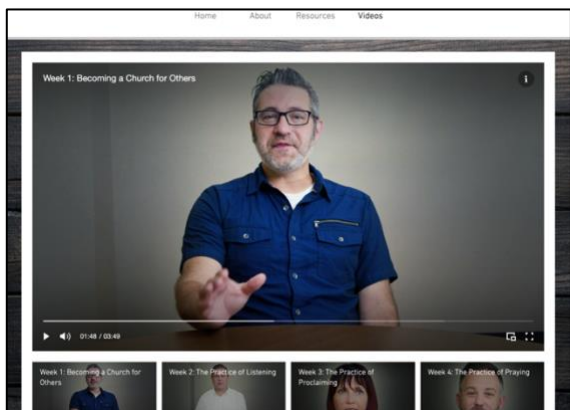 Home About Resources Videos
Week 1: Becoming a Church for Others
i
01:48 / 03:49
Week 1: Becoming a Church for
Others
Week 2: The Practice of Listening
Week 3: The Practice of
Proclaiming
Week 4: The Practice of Praying